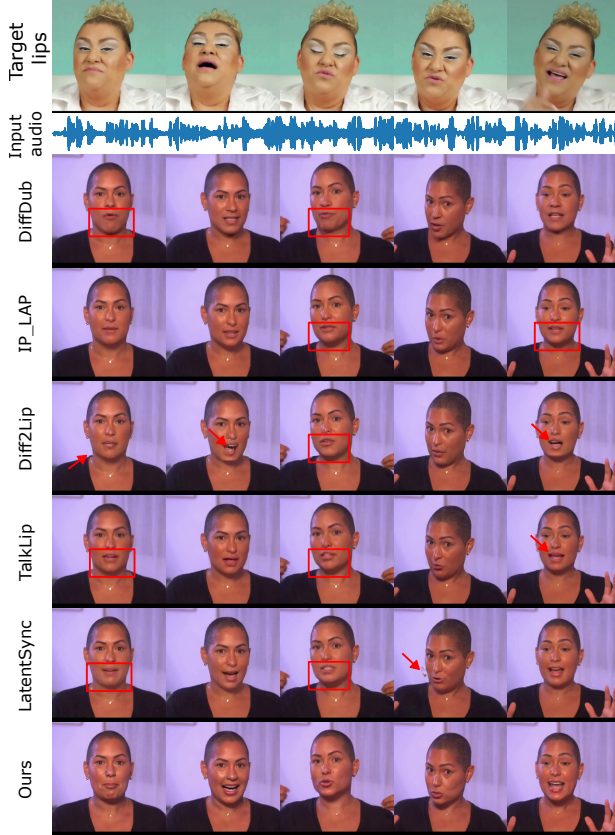 Target
lips
Input
audio
DiffDub
IP_LAP
Diff2Lip
TalkLip
LatentSync
Ours